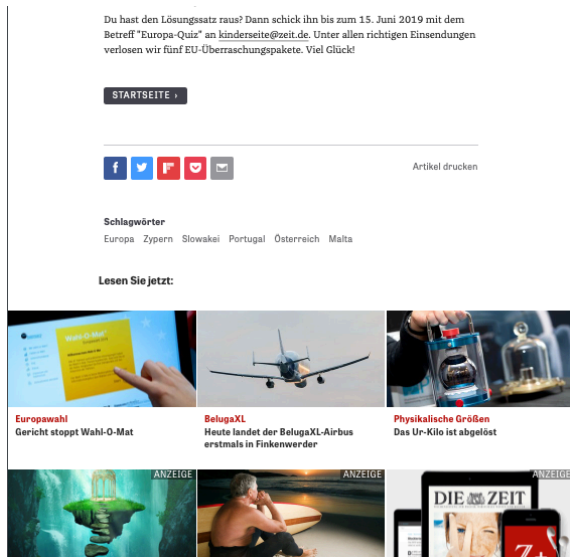 Du hast den Lösungssatz raus? Dann schick ihn bis zum 15. Juni 2019 mit dem
Betreff "Europa-Quiz" an kinderseite@zeit.de. Unter allen richtigen Einsendungen
verlosen wir fünf EU-Überraschungspakete. Viel Glück!
STARTSEITE ›
Artikel drucken
Schlagwörter
Europa Zypern Slowakei Portugal Österreich Malta
Lesen Sie jetzt:
Wahl-O-Mat
Europawahl
Gericht stoppt Wahl-O-Mat
BelugaXL
Heute landet der BelugaXL-Airbus
erstmals in Finkenwerder
Physikalische Größen
Das Ur-Kilo ist abgelöst
ANZEIGE
ANZEIGE
ANZEIGE
DIE ZEIT
Z+